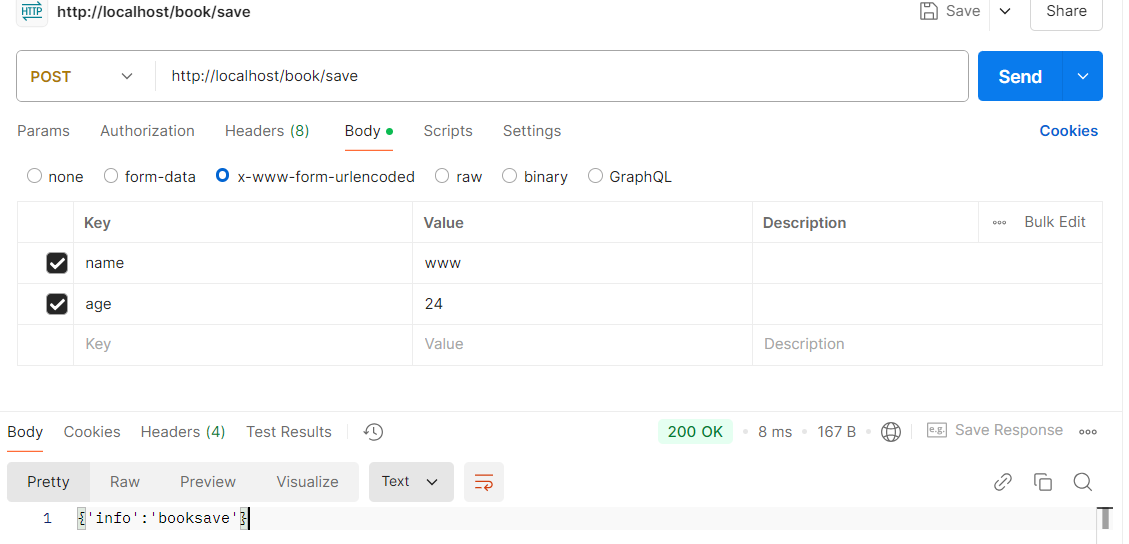 HTTP http://localhost/book/save Save Share
POST http://localhost/book/save Send
Params Authorization Headers (8) Body Scripts Settings Cookies
none form-data x-www-form-urlencoded raw binary GraphQL
Key Value Description Bulk Edit
name www
age 24
Key Value Description
Body Cookies Headers (4) Test Results 200 OK 8 ms 167 B e.g. Save Response
Pretty Raw Preview Visualize Text
1 {'info':'booksave'}